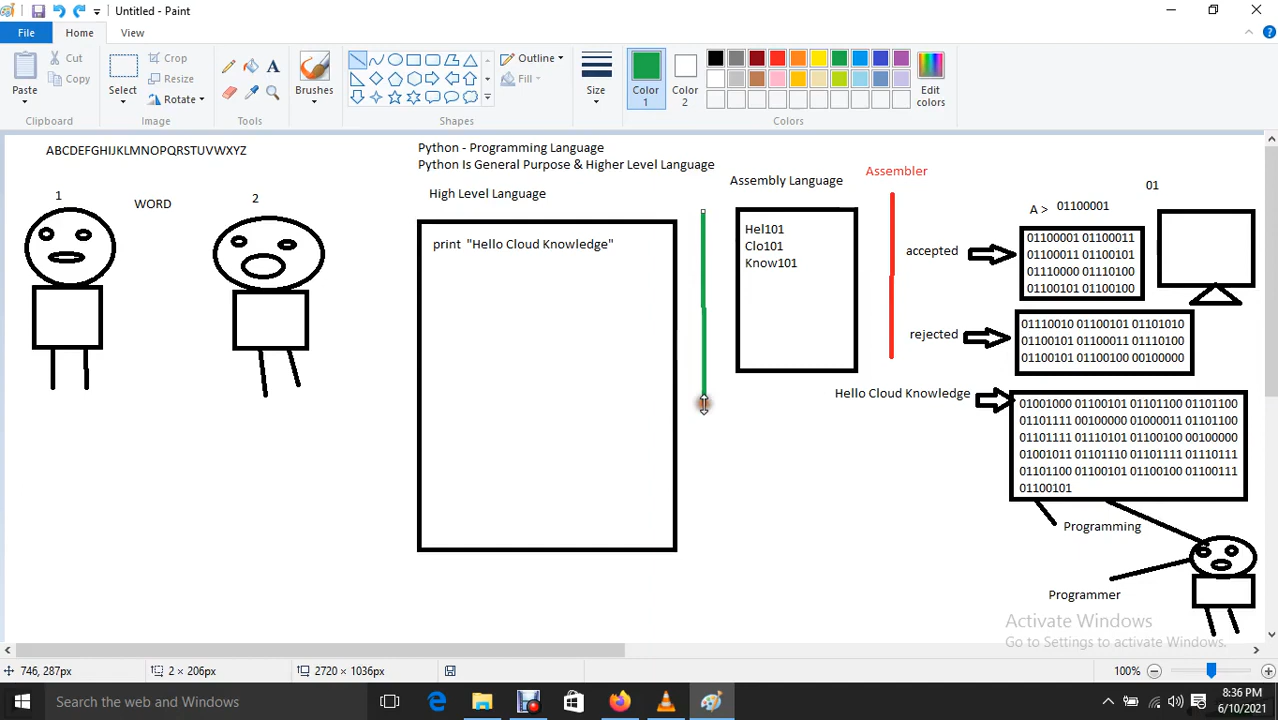 Untitled - Paint
File
Home
View
Paste
Cut
Copy
Clipboard
Select
Crop
Resize
Rotate
Image
Tools
Brushes
Outline
Fill
Shapes
Size
Color
1
Color
2
Edit
colors
Colors
ABCDEFGHIJKLMNOPQRSTUVWXYZ
1
WORD
2
Python - Programming Language
Python Is General Purpose & Higher Level Language
High Level Language
print "Hello Cloud Knowledge"
Assembly Language
Hel101
Clo101
Know101
Assembler
01
A > 01100001
accepted
01100001 01100011
01100011 01100101
01110000 01110100
01100101 01100100
rejected
01110010 01100101 01101010
01100101 01100011 01110100
01100101 01100100 00100000
Hello Cloud Knowledge
01001000 01100101 01101100 01101100
01101111 00100000 01000011 01101100
01101111 01110101 01100100 00100000
01001011 01101110 01101111 01110111
01101100 01100101 01100100 01100111
01100101
Programming
Programmer
Activate Windows
Go to Settings to activate Windows.
746, 287px
2 × 206px
2720 × 1036px
100%
Search the web and Windows
8:36 PM
6/10/2021